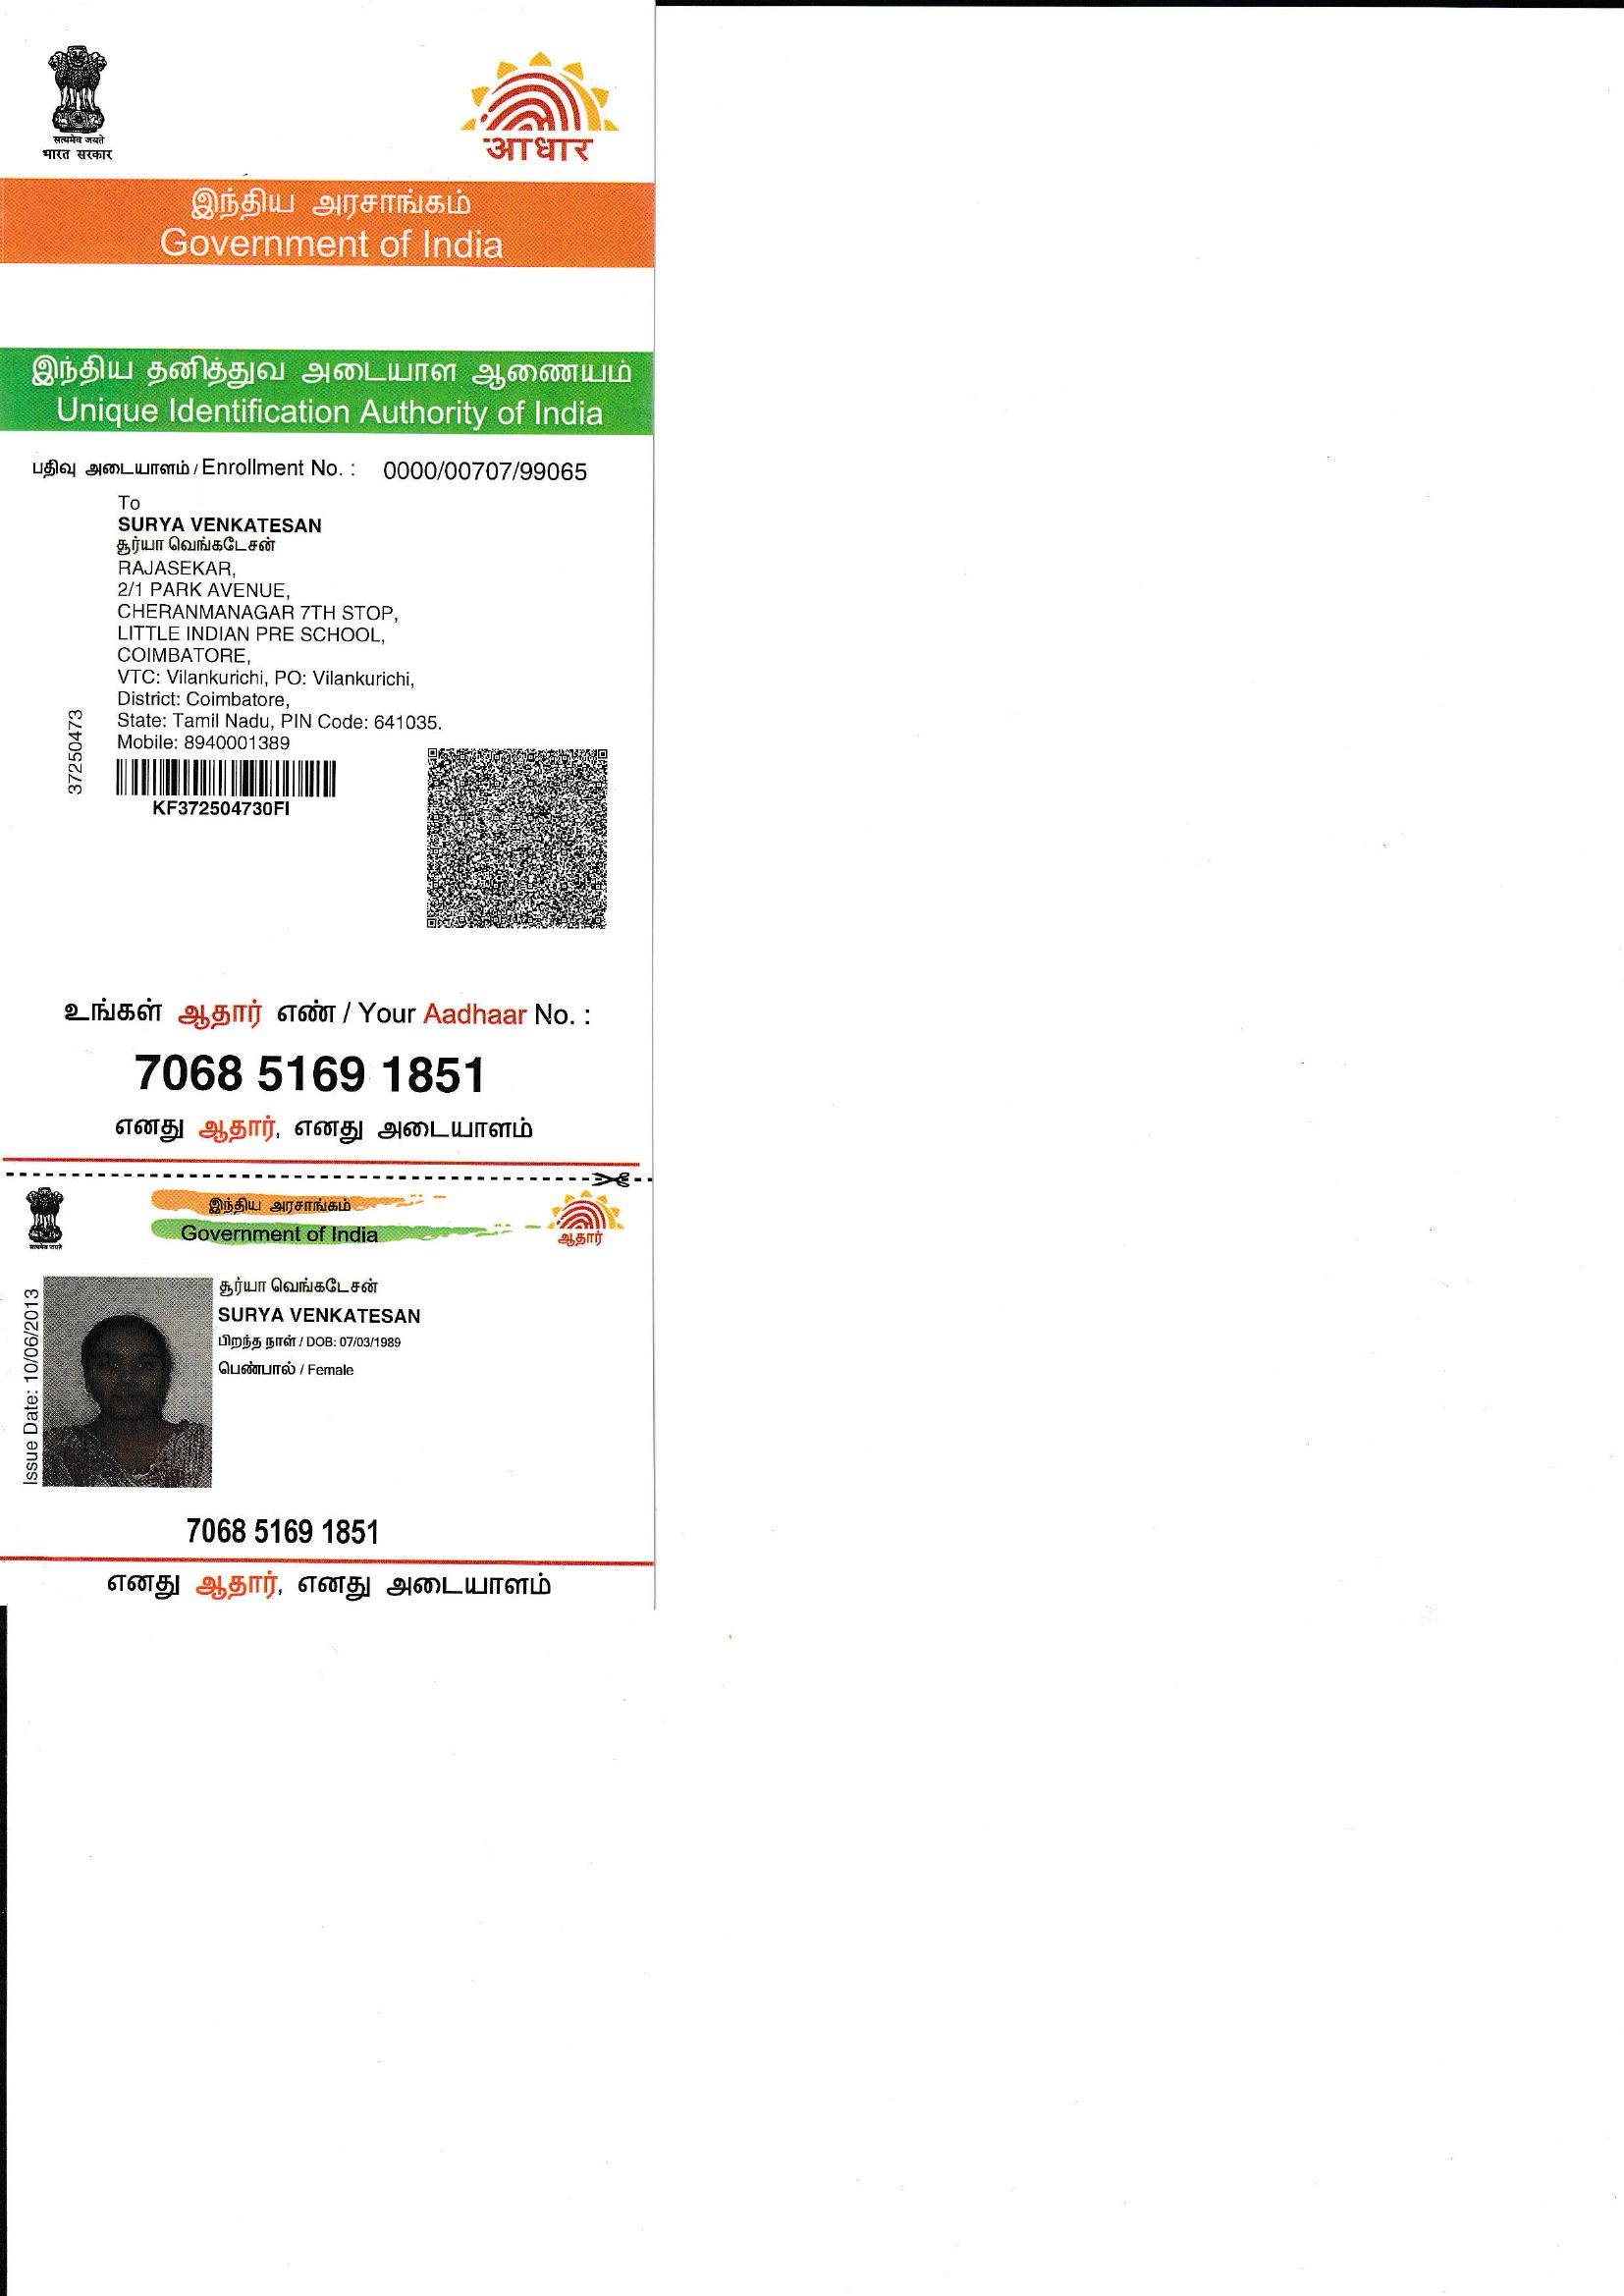 सत्यमेव जयते
भारत सरकार
आधार
இந்திய அரசாங்கம்
Government of India
இந்திய தனித்துவ அடையாள ஆணையம்
Unique Identification Authority of India
பதிவு அடையாளம் / Enrollment No. : 0000/00707/99065
To
SURYA VENKATESAN
சூர்யா வெங்கடேசன்
RAJASEKAR,
2/1 PARK AVENUE,
CHERANMANAGAR 7TH STOP,
LITTLE INDIAN PRE SCHOOL,
COIMBATORE,
VTC: Vilankurichi, PO: Vilankurichi,
District: Coimbatore,
State: Tamil Nadu, PIN Code: 641035.
Mobile: 8940001389
37250473
KF372504730FI
உங்கள் ஆதார் எண் / Your Aadhaar No. :
7068 5169 1851
எனது ஆதார், எனது அடையாளம்
இந்திய அரசாங்கம்
Government of India
सत्यमेव जयते
ஆதார்
Issue Date: 10/06/2013
சூர்யா வெங்கடேசன்
SURYA VENKATESAN
பிறந்த நாள் / DOB: 07/03/1989
பெண்பால் / Female
7068 5169 1851
எனது ஆதார், எனது அடையாளம்